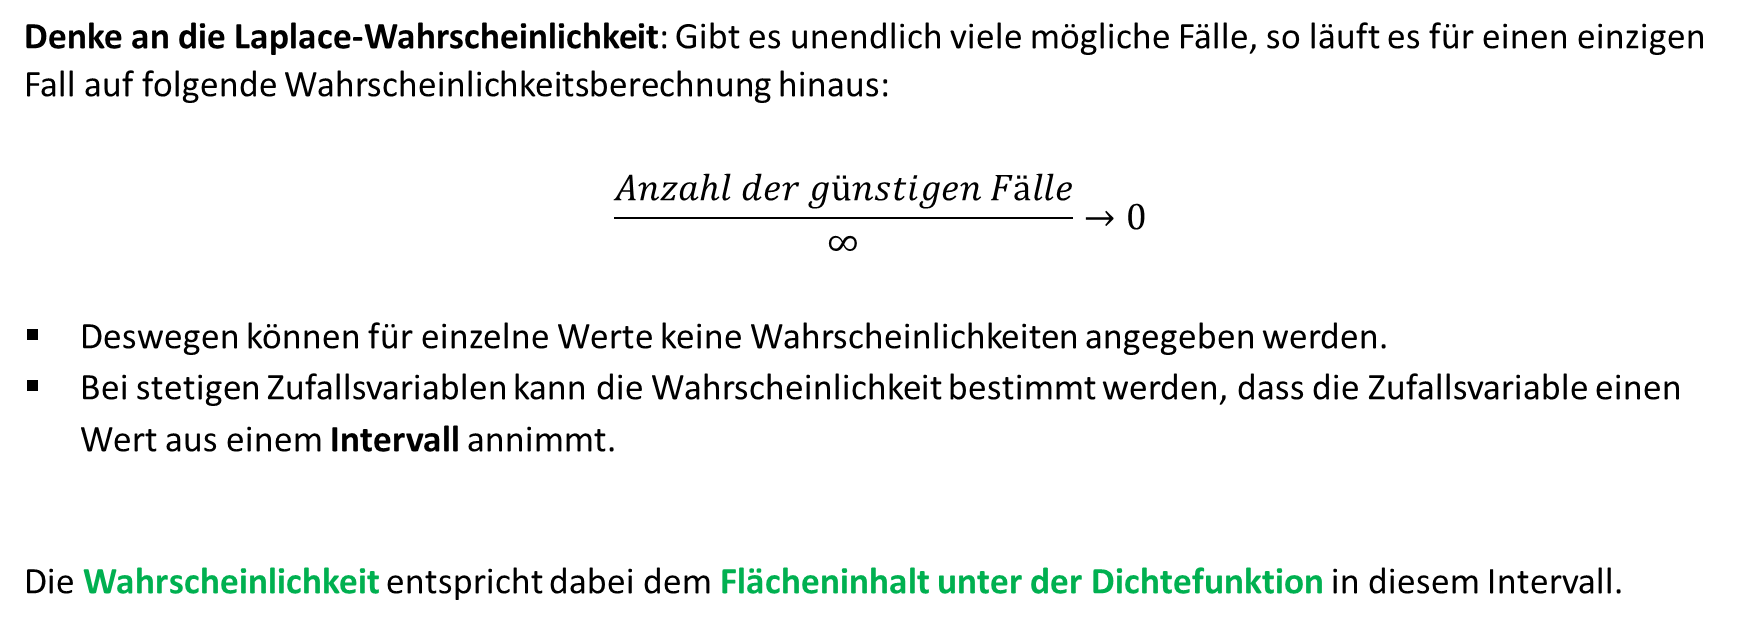 Denke an die Laplace-Wahrscheinlichkeit: Gibt es unendlich viele mögliche Fälle, so läuft es für einen einzigen
Fall auf folgende Wahrscheinlichkeitsberechnung hinaus:
Anzahl der günstigen Fälle
∞
→ 0
▪ Deswegen können für einzelne Werte keine Wahrscheinlichkeiten angegeben werden.
▪ Bei stetigen Zufallsvariablen kann die Wahrscheinlichkeit bestimmt werden, dass die Zufallsvariable einen
Wert aus einem Intervall annimmt.
Die Wahrscheinlichkeit entspricht dabei dem Flächeninhalt unter der Dichtefunktion in diesem Intervall.